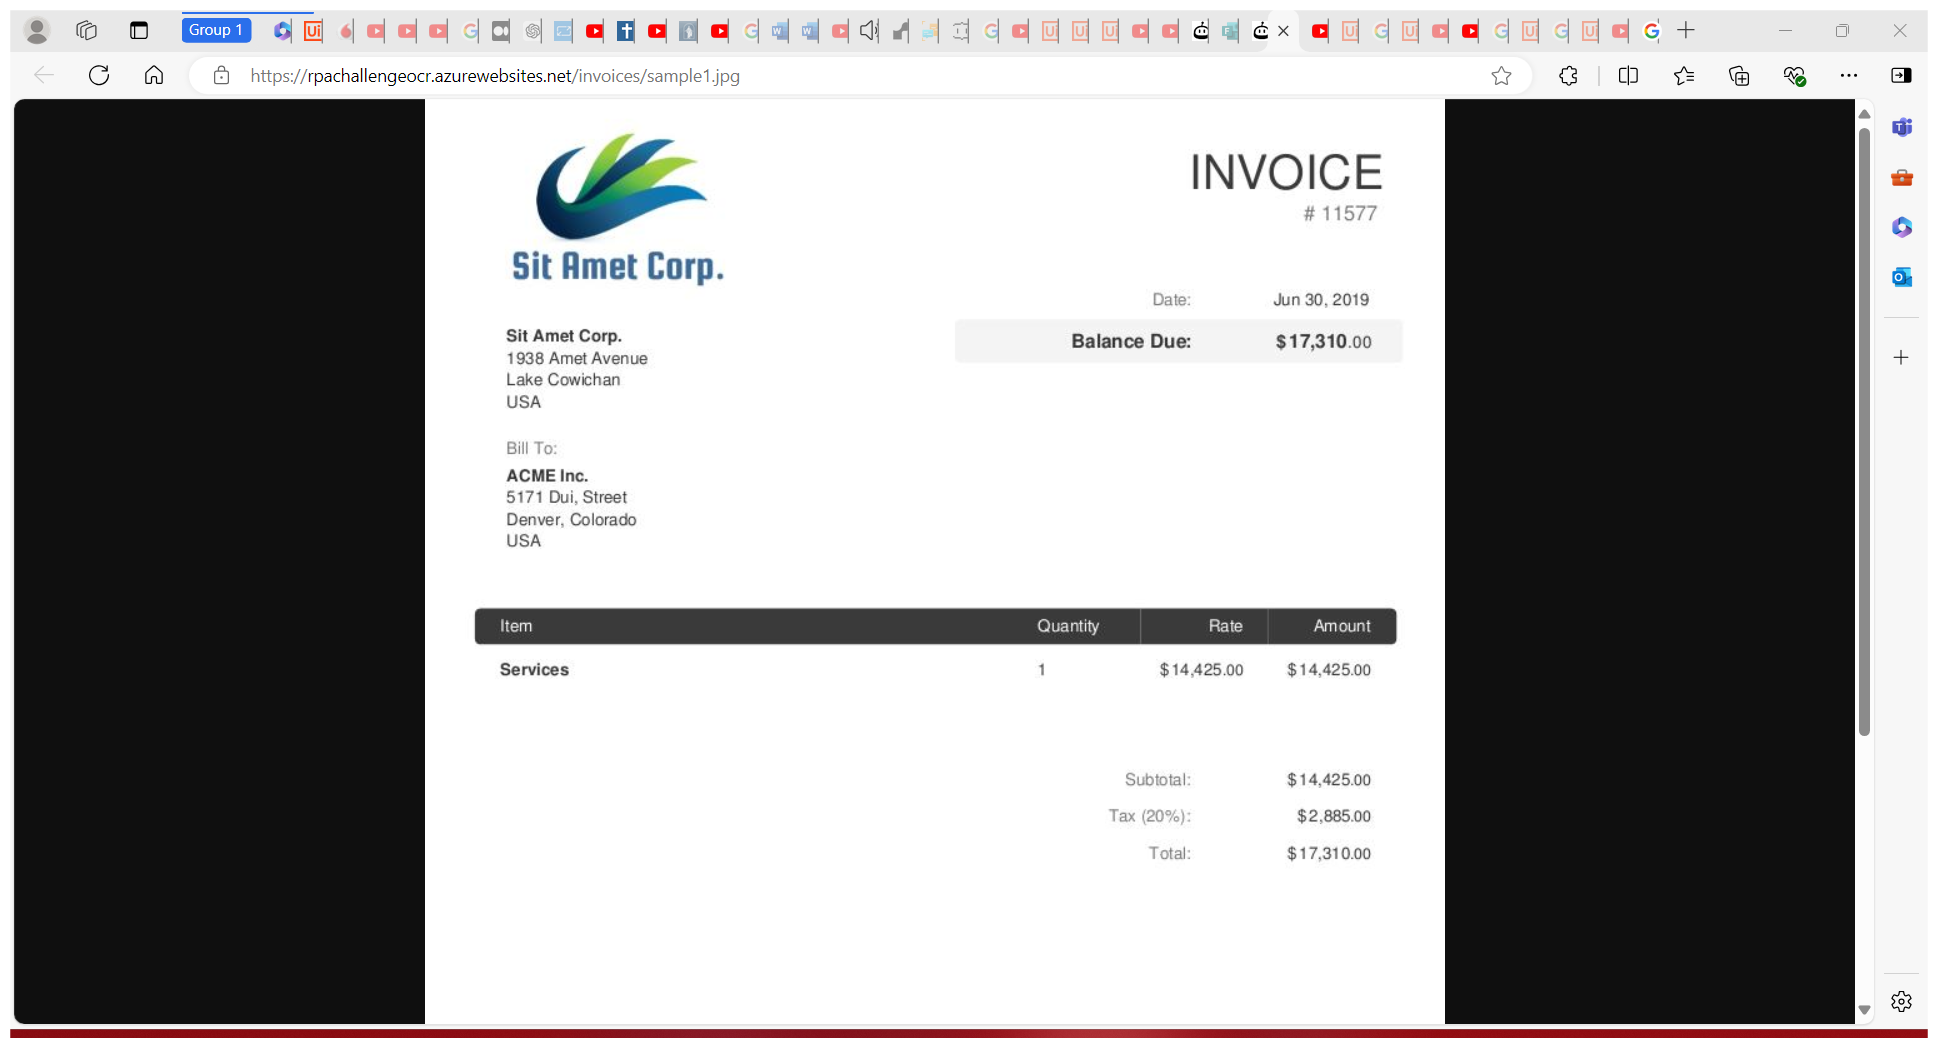 Group 1
https://rpachallengeocr.azurewebsites.net/invoices/sample1.jpg
Sit Amet Corp.
INVOICE
# 11577
Date: Jun 30, 2019
Balance Due: $17,310.00
Sit Amet Corp.
1938 Amet Avenue
Lake Cowichan
USA
Bill To:
ACME Inc.
5171 Dui, Street
Denver, Colorado
USA
Item Quantity Rate Amount
Services 1 $14,425.00 $14,425.00
Subtotal: $14,425.00
Tax (20%): $2,885.00
Total: $17,310.00